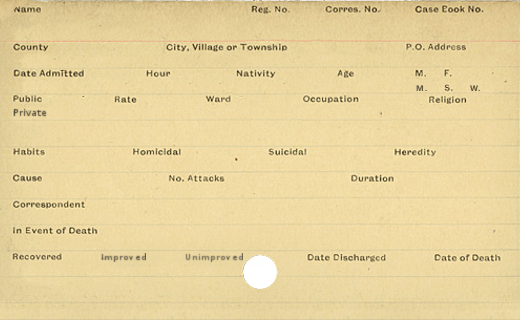 Name Reg. No. Corres. No. Case Book No.
County City, Village or Township P.O. Address
Date Admitted Hour Nativity Age M. F.
M. S. W.
Public Rate Ward Occupation Religion
Private
Habits Homicidal Suicidal Heredity
Cause No. Attacks Duration
Correspondent
In Event of Death
Recovered Improved Unimproved Date Discharged Date of Death